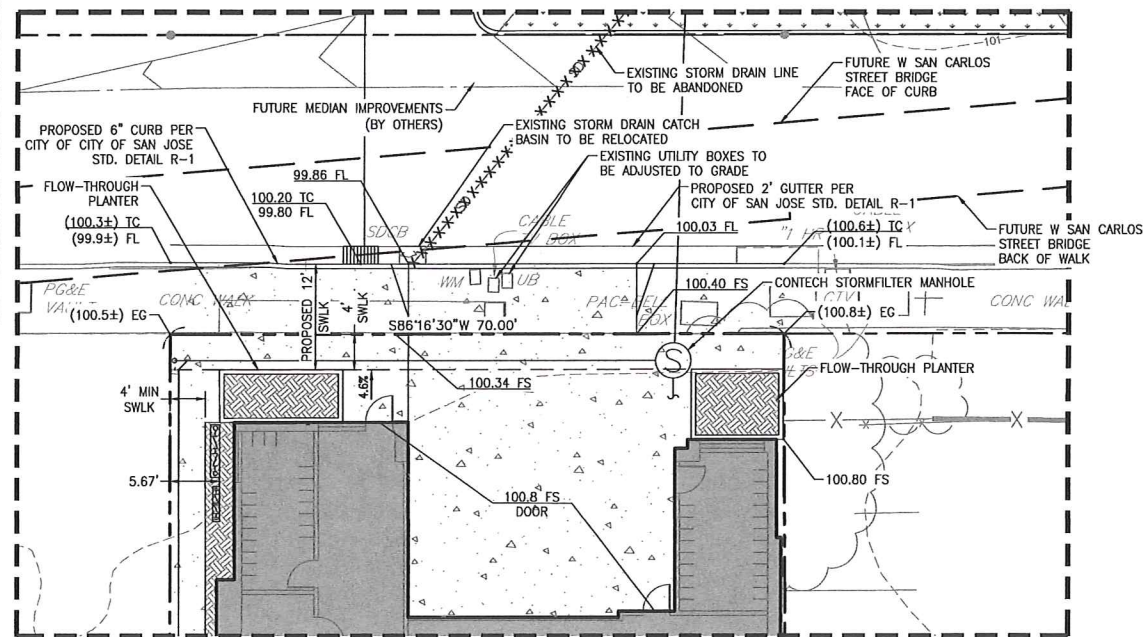 101
EXISTING STORM DRAIN LINE
TO BE ABANDONED
FUTURE W SAN CARLOS
STREET BRIDGE
FACE OF CURB
FUTURE MEDIAN IMPROVEMENTS
(BY OTHERS)
PROPOSED 6" CURB PER
CITY OF CITY OF SAN JOSE
STD. DETAIL R-1
EXISTING STORM DRAIN CATCH
BASIN TO BE RELOCATED
99.86 FL
EXISTING UTILITY BOXES TO
BE ADJUSTED TO GRADE
FLOW-THROUGH
PLANTER
100.20 TC
99.80 FL
PROPOSED 2' GUTTER PER
CITY OF SAN JOSE STD. DETAIL R-1
(100.3±) TC
(99.9±) FL
SDCB
CABLE
BOX
100.03 FL
(100.6±) TC
(100.1±) FL
FUTURE W SAN CARLOS
STREET BRIDGE
BACK OF WALK
WM
UB
CONTECH STORMFILTER MANHOLE
PG&E
CONC WALK
PAC BELL
BOX
100.40 FS
CTV
CONC
(100.5±) EG
PROPOSED 12'
SWLK
4'
SWLK
S86°16'30"W 70.00'
(100.8±) EG
S
PG&E
FLOW-THROUGH PLANTER
4' MIN
SWLK
4.6%
100.34 FS
X
X
5.67'
100.8 FS
DOOR
100.80 FS